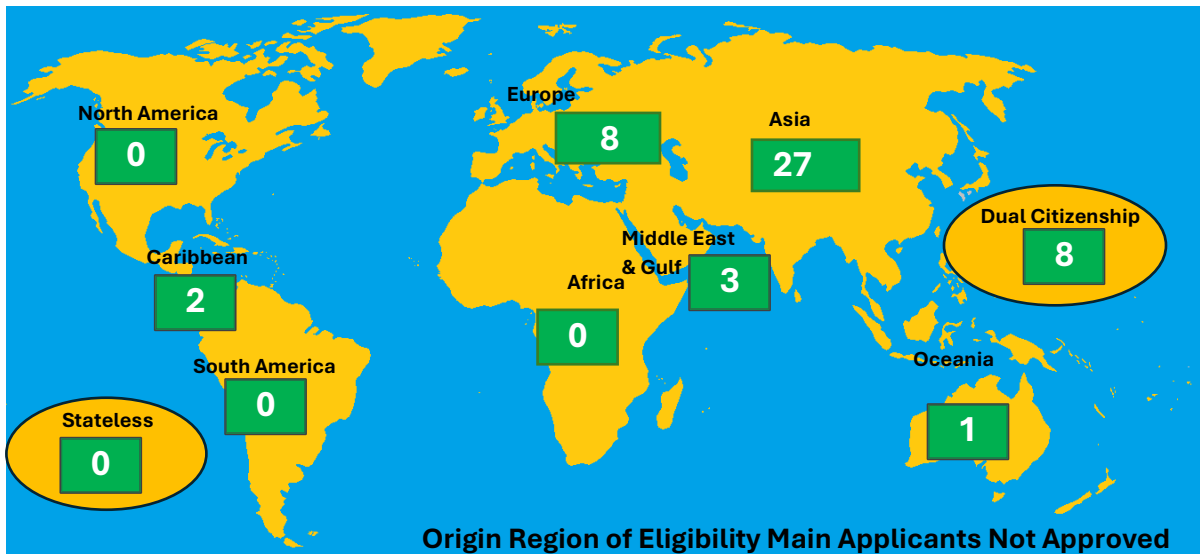 North America
0
Europe
8
Asia
27
Dual Citizenship
8
Caribbean
2
Middle East
& Gulf
3
Africa
0
South America
0
Oceania
1
Stateless
0
Origin Region of Eligibility Main Applicants Not Approved